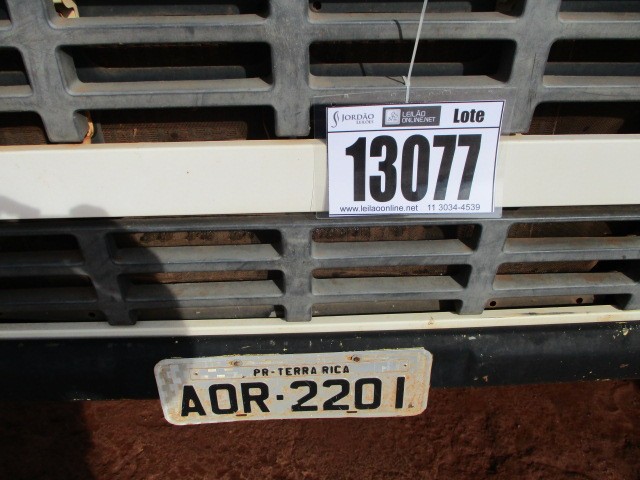 JORDÃO LEILÃO Lote
ONLINE.NET
13077
www.leilaoonline.net 11 3034-4539
PR-TERRA RICA
AOR-2201